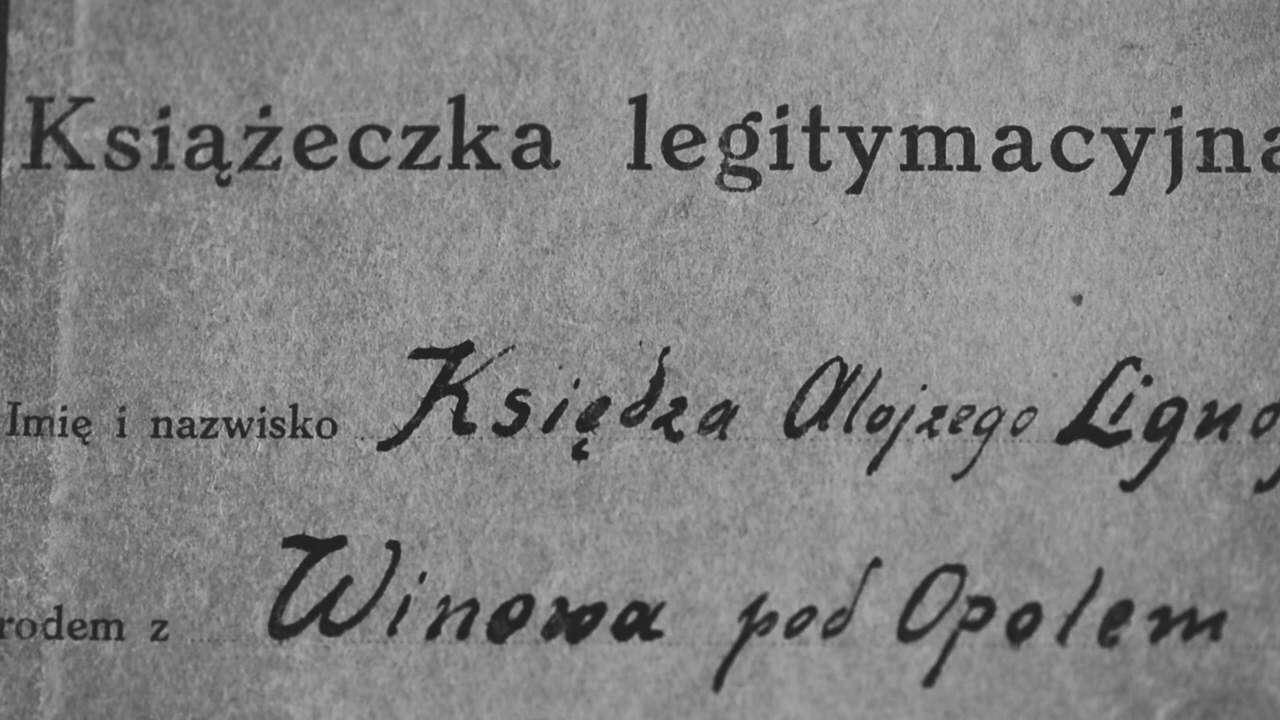 Książeczka legitymacyjna
Imię i nazwisko Księdza Alojzego
rodem z Winowa pod Opolem